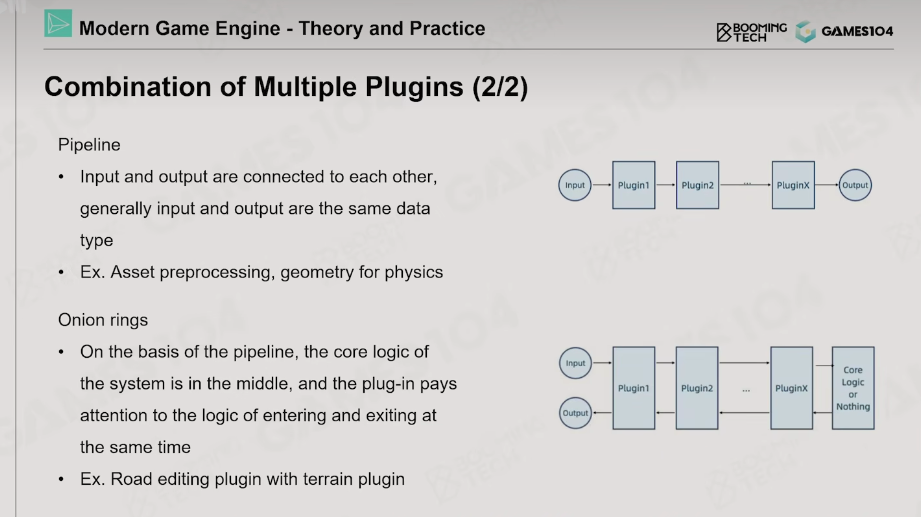 Modern Game Engine - Theory and Practice
BOOMING
TECH
GAMES104
Combination of Multiple Plugins (2/2)
Pipeline
• Input and output are connected to each other,
generally input and output are the same data
type
• Ex. Asset preprocessing, geometry for physics
Input
Plugin1
Plugin2
...
PluginX
Output
Onion rings
• On the basis of the pipeline, the core logic of
the system is in the middle, and the plug-in pays
attention to the logic of entering and exiting at
the same time
• Ex. Road editing plugin with terrain plugin
Input
Output
Plugin1
Plugin2
...
PluginX
Core
Logic
or
Nothing